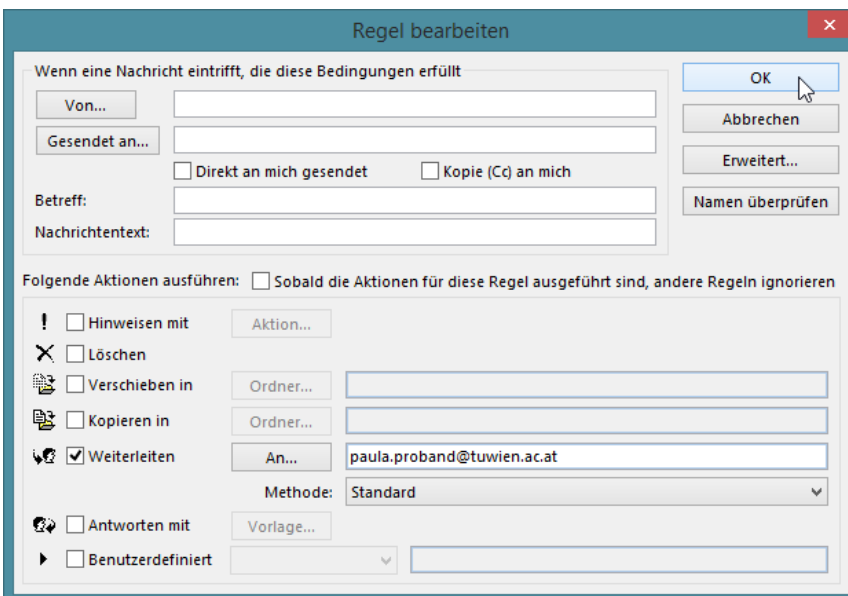 Regel bearbeiten
Wenn eine Nachricht eintrifft, die diese Bedingungen erfüllt
Von...
Gesendet an...
Direkt an mich gesendet Kopie (Cc) an mich
Betreff:
Nachrichtentext:
OK
Abbrechen
Erweitert...
Namen überprüfen
Folgende Aktionen ausführen: Sobald die Aktionen für diese Regel ausgeführt sind, andere Regeln ignorieren
Hinweisen mit Aktion...
Löschen
Verschieben in Ordner...
Kopieren in Ordner...
Weiterleiten An... paula.proband@tuwien.ac.at
Methode: Standard
Antworten mit Vorlage...
Benutzerdefiniert